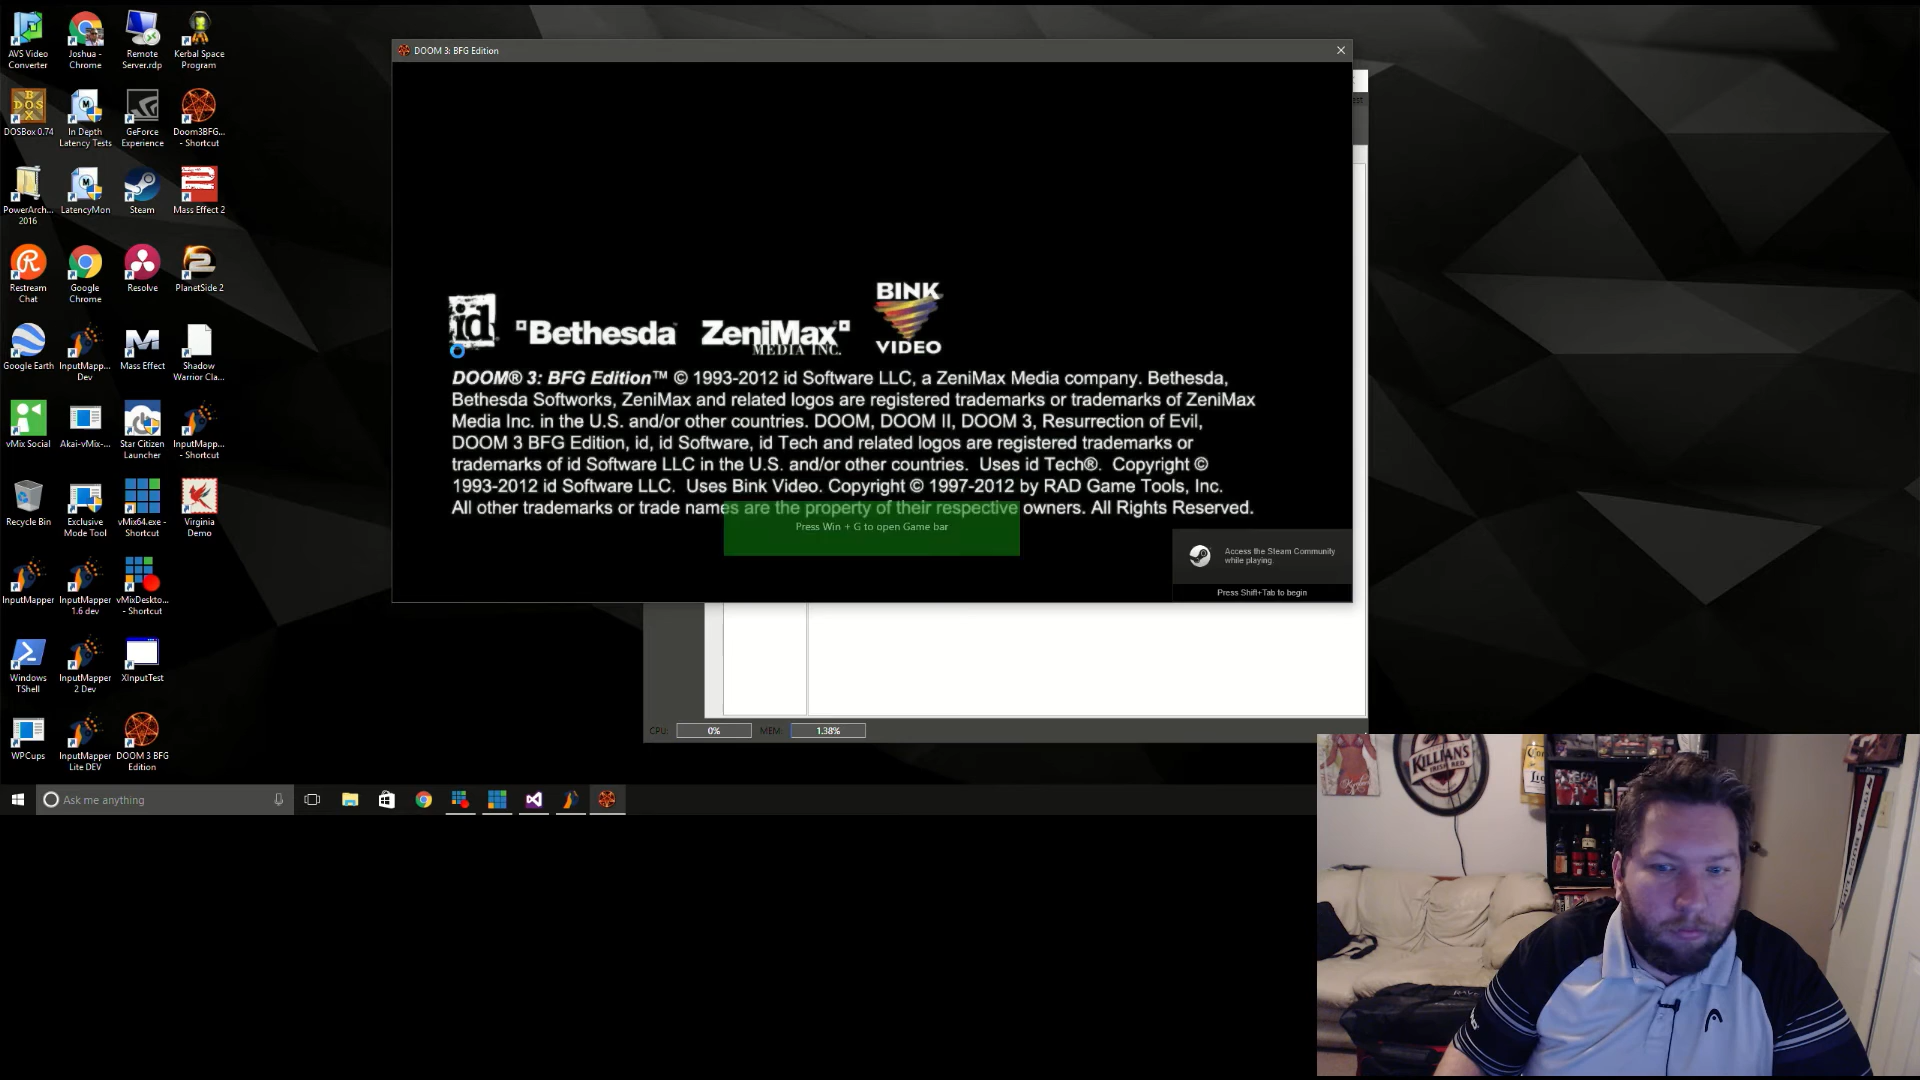 AVS Video
Converter
Joshua -
Chrome
Remote
Server.rdp
Kerbal Space
Program
DOSBox 0.74
In Depth
Latency Tests
GeForce
Experience
Doom3BFG...
- Shortcut
PowerArch...
2016
LatencyMon
Steam
Mass Effect 2
Restream
Chat
Google
Chrome
Resolve
PlanetSide 2
Google Earth
InputMapp...
Dev
Mass Effect
Shadow
Warrior Cla...
vMix Social
Akai-vMix-...
Star Citizen
Launcher
InputMapp...
- Shortcut
Recycle Bin
Exclusive
Mode Tool
vMix64.exe -
Shortcut
Virginia
Demo
InputMapper
InputMapper
1.6 dev
vMixDeskto...
- Shortcut
Windows
TShell
InputMapper
2 Dev
XInputTest
WPCups
InputMapper
Lite DEV
DOOM 3 BFG
Edition
DOOM 3: BFG Edition
id
Bethesda
ZeniMax
MEDIA INC.
BINK
VIDEO
DOOM® 3: BFG Edition™ © 1993-2012 id Software LLC, a ZeniMax Media company. Bethesda,
Bethesda Softworks, ZeniMax and related logos are registered trademarks or trademarks of ZeniMax
Media Inc. in the U.S. and/or other countries. DOOM, DOOM II, DOOM 3, Resurrection of Evil,
DOOM 3 BFG Edition, id, id Software, id Tech and related logos are registered trademarks or
trademarks of id Software LLC in the U.S. and/or other countries. Uses id Tech®. Copyright ©
1993-2012 id Software LLC. Uses Bink Video. Copyright © 1997-2012 by RAD Game Tools, Inc.
All other trademarks or trade names are the property of their respective owners. All Rights Reserved.
Press Win + G to open Game bar
Access the Steam Community
while playing.
Press Shift+Tab to begin
CPU: 0% MEM: 1.38%
Ask me anything
KILLIAN'S
IRISH RED